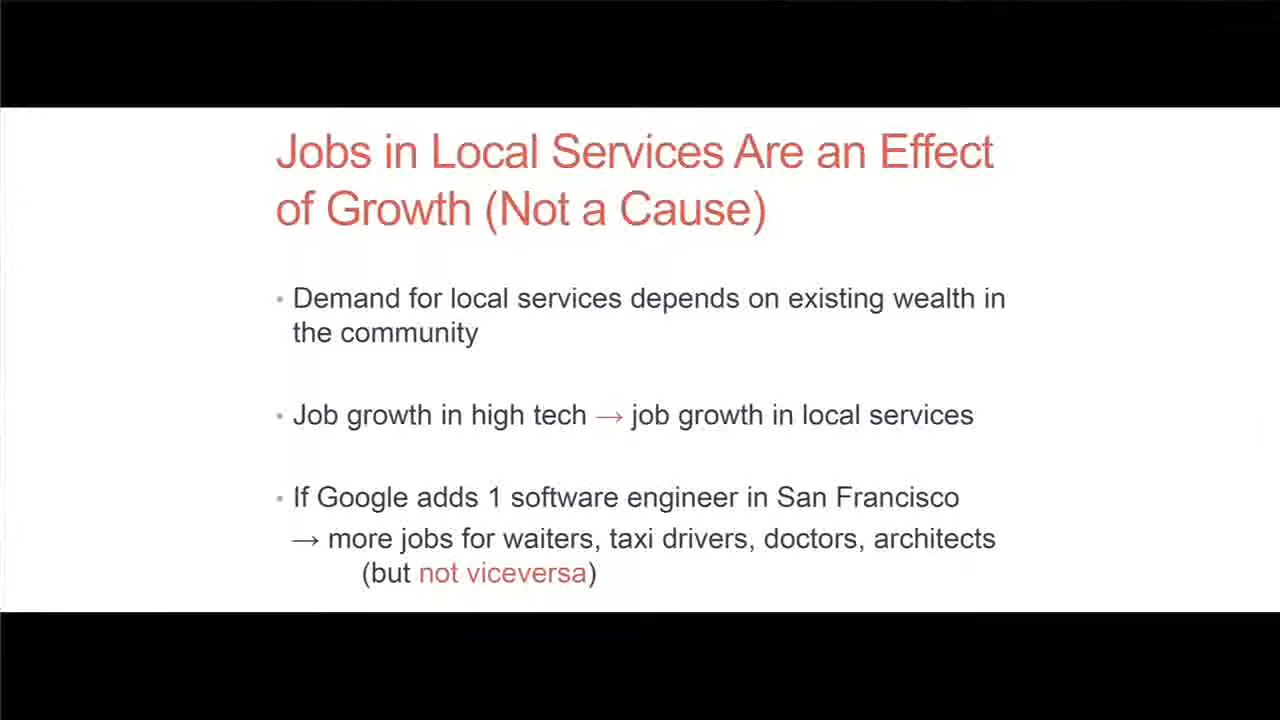 Jobs in Local Services Are an Effect
of Growth (Not a Cause)
• Demand for local services depends on existing wealth in
the community
• Job growth in high tech → job growth in local services
• If Google adds 1 software engineer in San Francisco
→ more jobs for waiters, taxi drivers, doctors, architects
(but not viceversa)